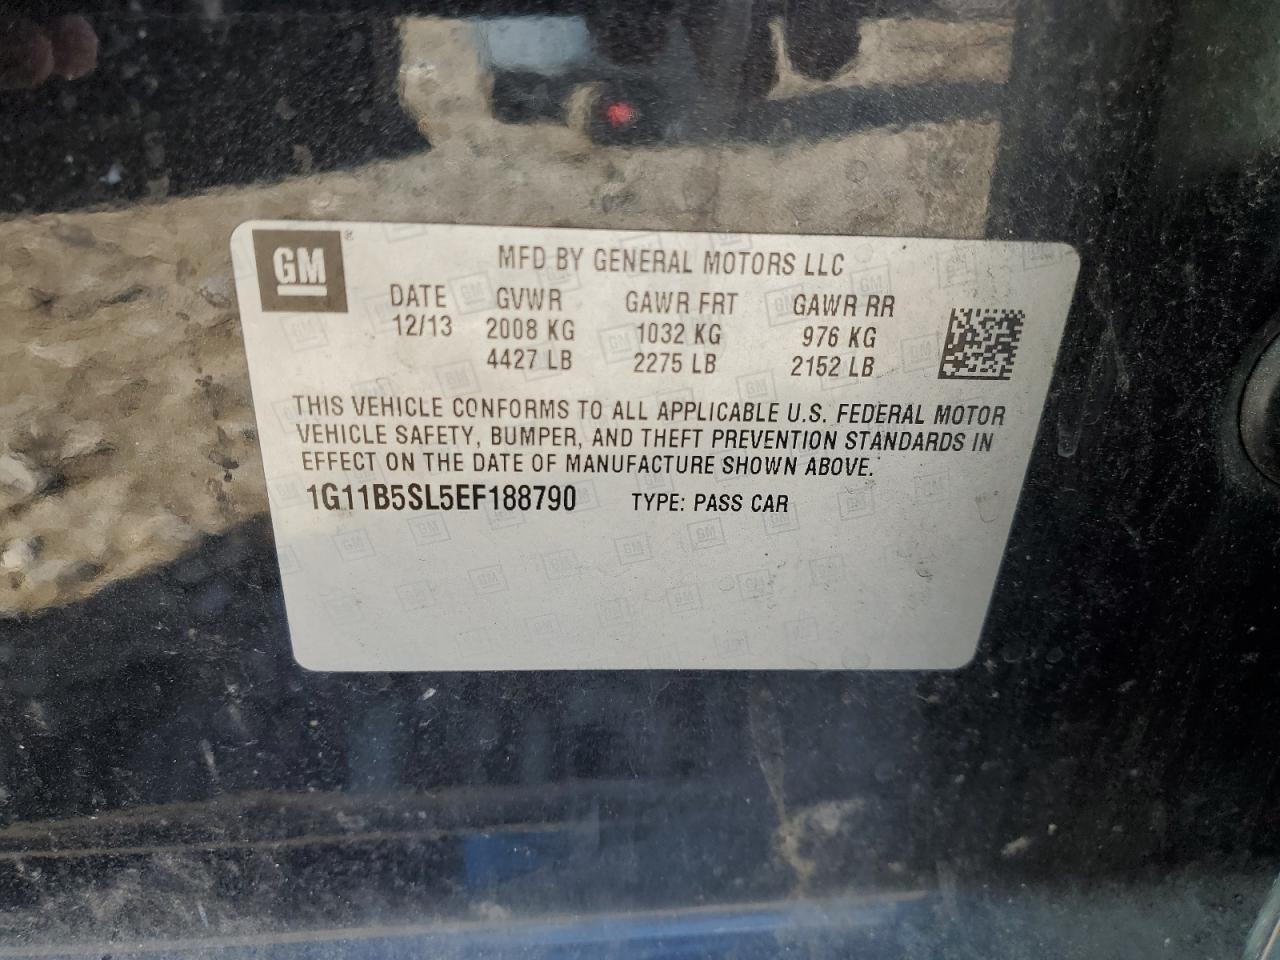 GM
MFD BY GENERAL MOTORS LLC
DATE GVWR GAWR FRT GAWR RR
12/13 2008 KG 1032 KG 976 KG
4427 LB 2275 LB 2152 LB
THIS VEHICLE CONFORMS TO ALL APPLICABLE U.S. FEDERAL MOTOR
VEHICLE SAFETY, BUMPER, AND THEFT PREVENTION STANDARDS IN
EFFECT ON THE DATE OF MANUFACTURE SHOWN ABOVE.
1G11B5SL5EF188790 TYPE: PASS CAR